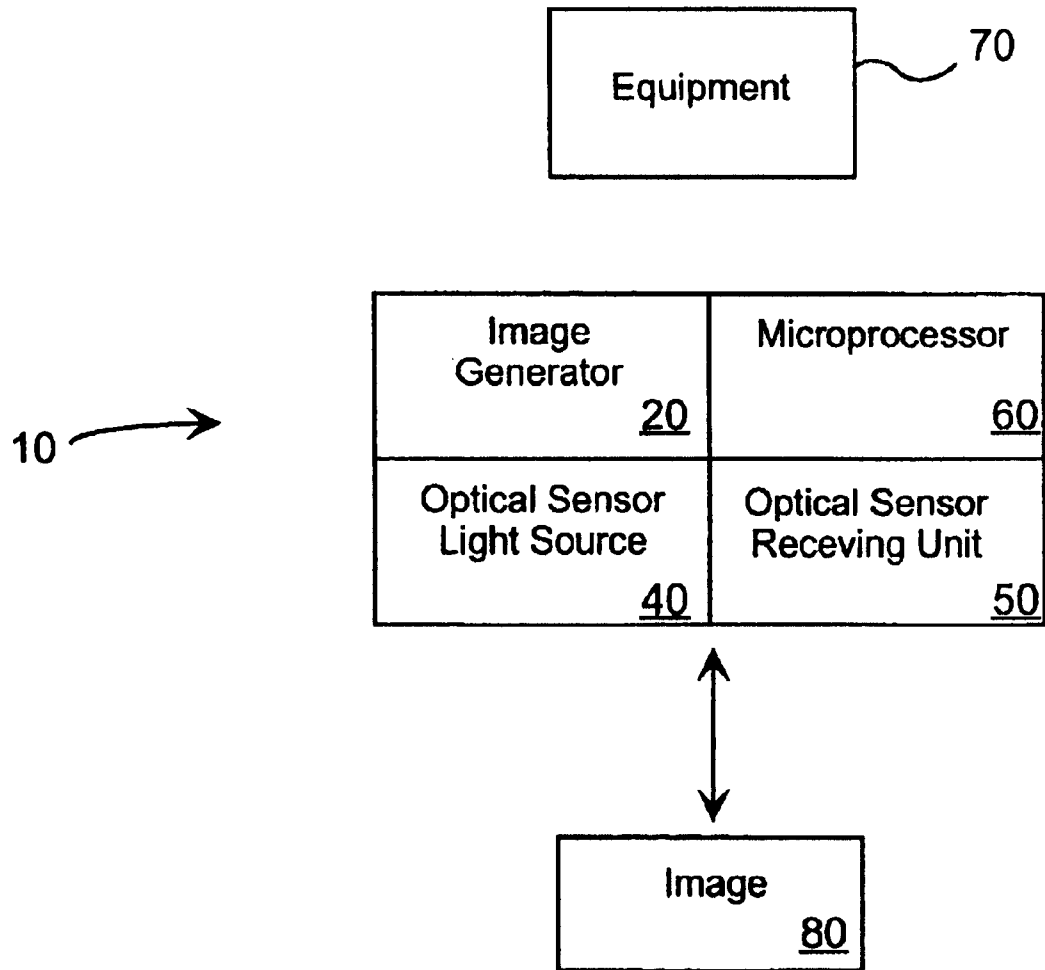 70
Equipment
Image
Generator
20
Microprocessor
60
10
Optical Sensor
Light Source
40
Optical Sensor
Receving Unit
50
Image
80